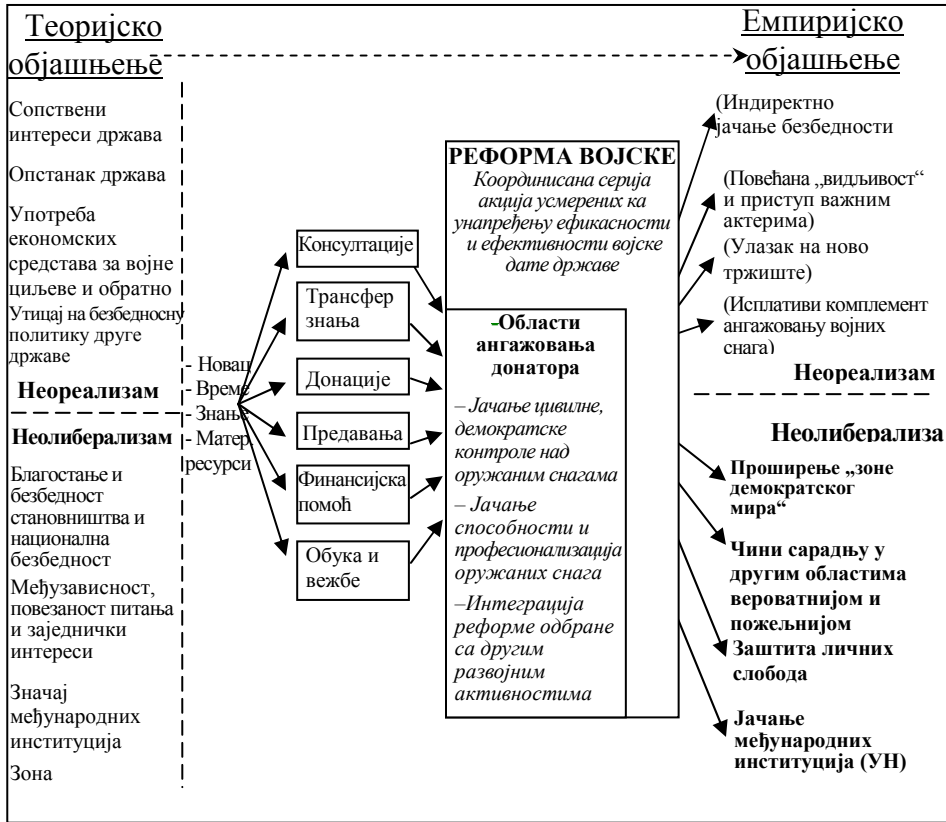 Теоријско
објашњење
Емпиријско
објашњење
Сопствени
интереси држава
Опстанак држава
Употреба
економских
средстава за војне
циљеве и обратно
Утицај на безбедносну
политику друге
државе
Неореализам
Неолиберализам
Благостање и
безбедност
становништва и
национална
безбедност
Међузависност,
повезаност питања
и заједнички
интереси
Значај
међународних
институција
Зона
- Новац
- Време
- Знање
- Матер.
ресурси
Консултације
Трансфер
знања
Донације
Предавања
Финансијска
помоћ
Обука и
вежбе
РЕФОРМА ВОЈСКЕ
Координисана серија
акција усмерених ка
унапређењу ефикасности
и ефективности војске
дате државе
–Области
ангажовања
донатора
– Јачање цивилне,
демократске
контроле над
оружаним снагама
– Јачање
способности и
професионализација
оружаних снага
–Интеграција
реформе одбране
са другим
развојним
активностима
(Индиректно
јачање безбедности
(Повећана „видљивост“
и приступ важним
актерима)
(Улазак на ново
тржиште)
(Исплативи комплемент
ангажовању војних
снага)
Неореализам
Неолиберализа
Проширење „зоне
демократског
мира“
Чини сарадњу у
другим областима
вероватнијом и
пожељнијом
Заштита личних
слобода
Јачање
међународних
институција (УН)